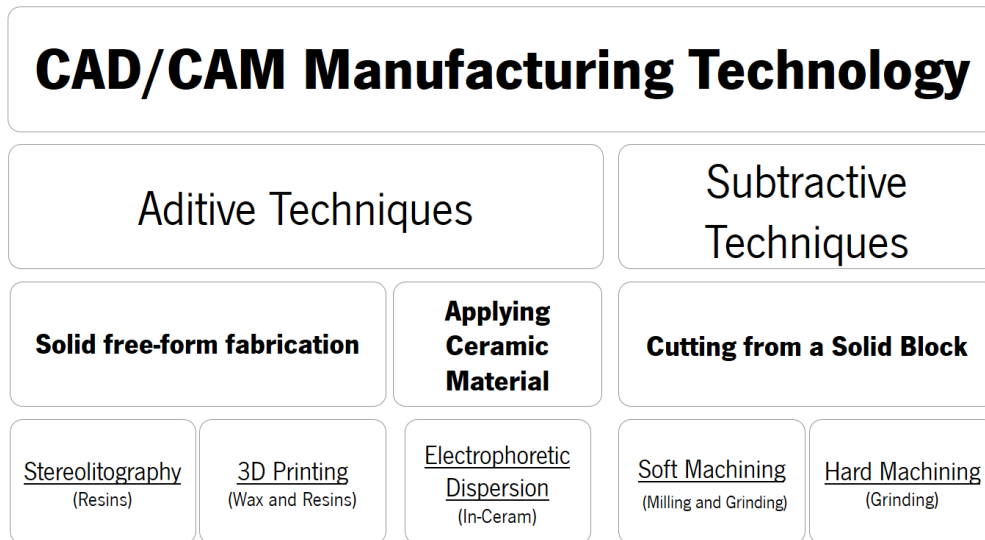 CAD/CAM Manufacturing Technology
Aditive Techniques
Subtractive
Techniques
Solid free-form fabrication
Applying
Ceramic
Material
Cutting from a Solid Block
Stereolitography
(Resins)
3D Printing
(Wax and Resins)
Electrophoretic
Dispersion
(In-Ceram)
Soft Machining
(Milling and Grinding)
Hard Machining
(Grinding)